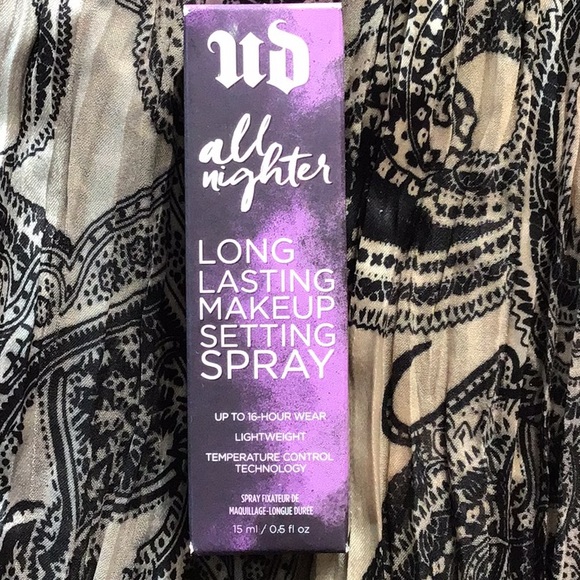 UD
all
nighter
LONG
LASTING
MAKEUP
SETTING
SPRAY
UP TO 16-HOUR WEAR
LIGHTWEIGHT
TEMPERATURE CONTROL
TECHNOLOGY
SPRAY FIXATEUR DE
MAQUILLAGE-LONGUE DURÉE
15 ml / 0.5 fl oz